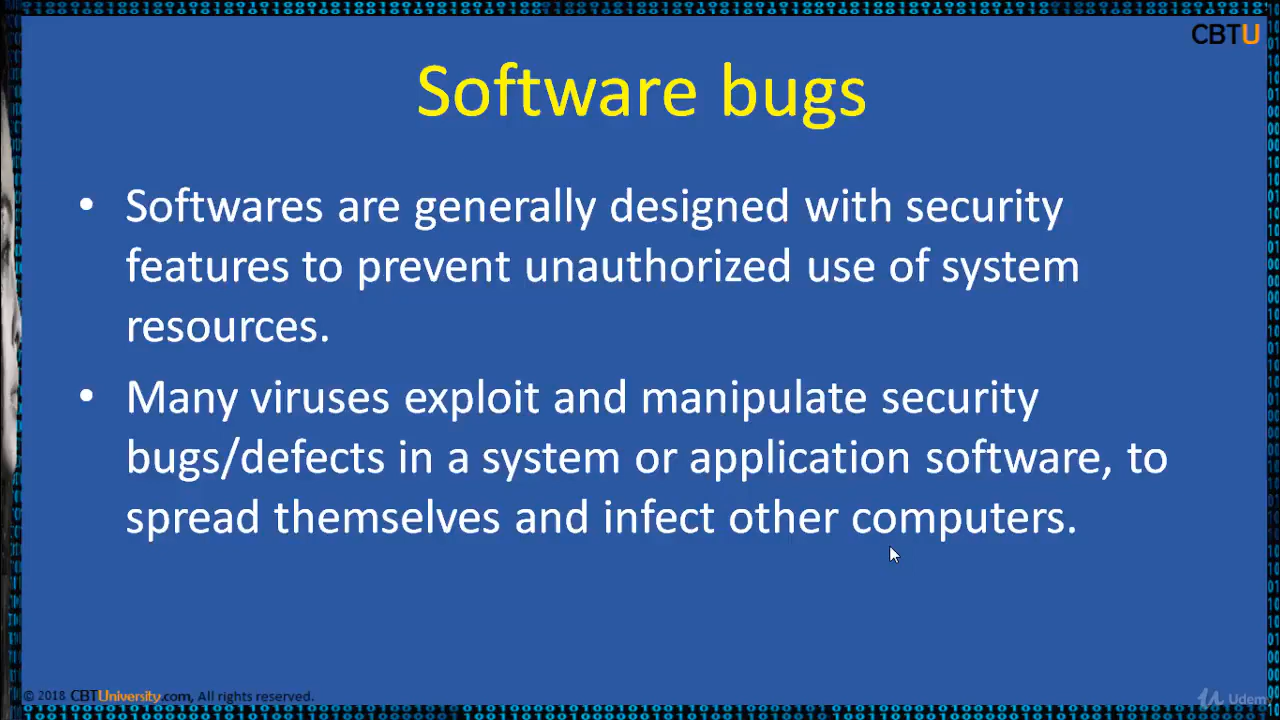 CBTU
Software bugs
• Softwares are generally designed with security
features to prevent unauthorized use of system
resources.
• Many viruses exploit and manipulate security
bugs/defects in a system or application software, to
spread themselves and infect other computers.
© 2018 CBTUniversity.com, All rights reserved.
Udem